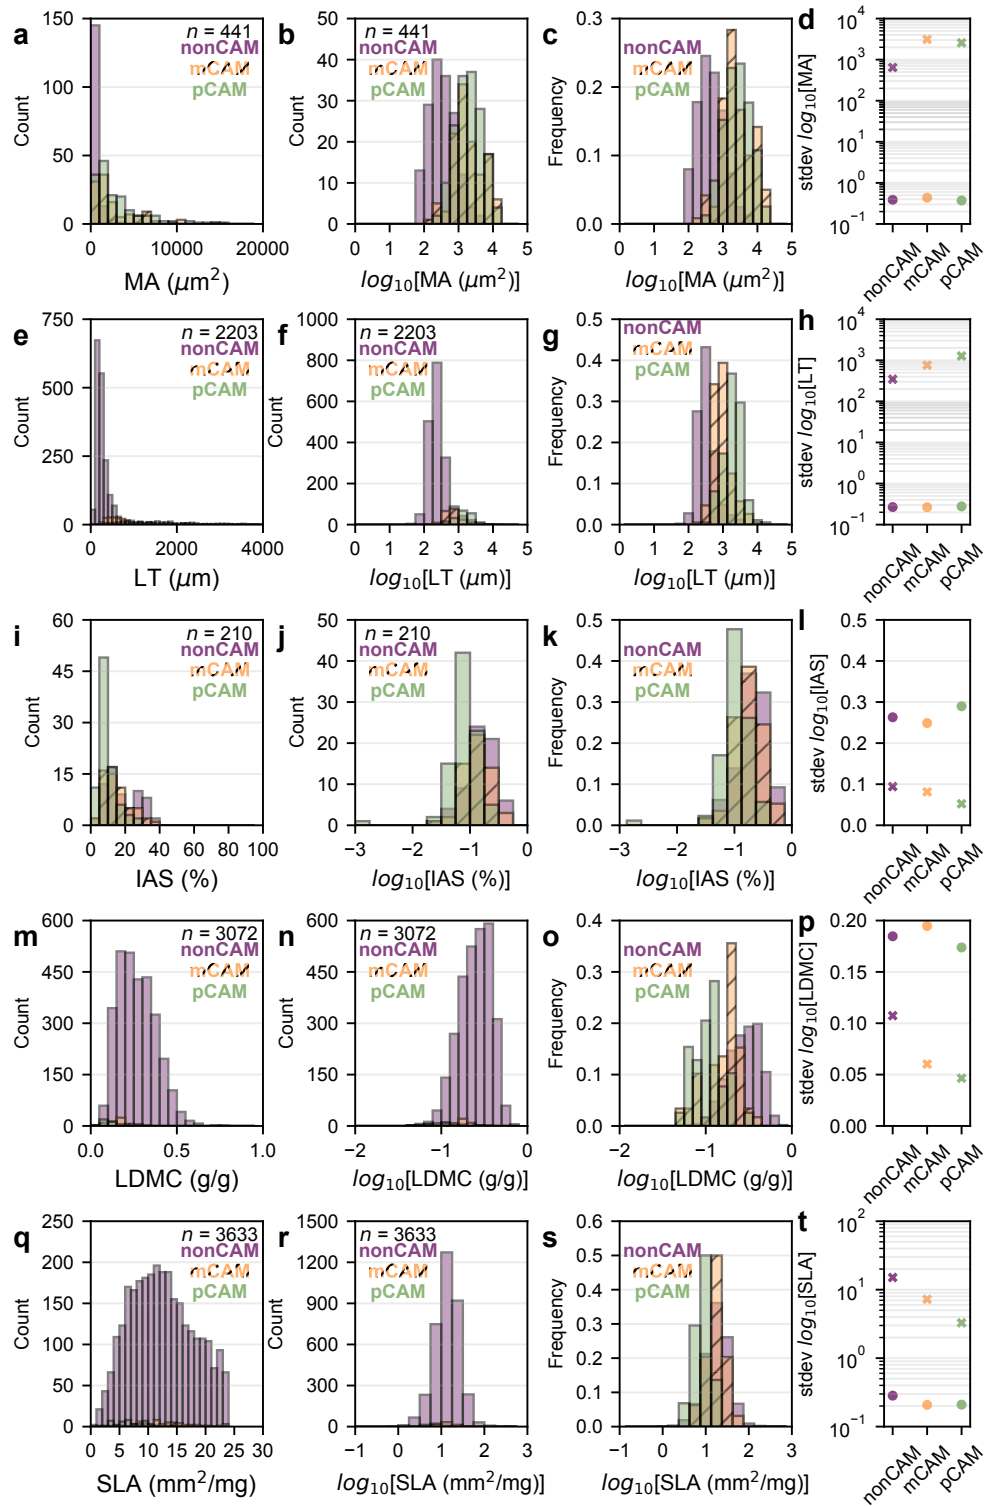 a
n = 441
nonCAM
mCAM
pCAM
150
100
50
0
Count
0
10000
20000
MA (μm²)
b
n = 441
nonCAM
mCAM
pCAM
50
40
30
20
10
0
Count
0 1 2 3 4 5
log₁₀[MA (μm²)]
c
nonCAM
mCAM
pCAM
0.3
0.2
0.1
0.0
Frequency
0 1 2 3 4 5
log₁₀[MA (μm²)]
d
10⁴
10³
10²
10¹
10⁰
10⁻¹
stdev log₁₀[MA]
nonCAM
mCAM
pCAM
e
n = 2203
nonCAM
mCAM
pCAM
750
500
250
0
Count
0 2000 4000
LT (μm)
f
n = 2203
nonCAM
mCAM
pCAM
1000
800
600
400
200
0
Count
0 1 2 3 4 5
log₁₀[LT (μm)]
g
nonCAM
mCAM
pCAM
0.5
0.4
0.3
0.2
0.1
0.0
Frequency
0 1 2 3 4 5
log₁₀[LT (μm)]
h
10⁴
10³
10²
10¹
10⁰
10⁻¹
stdev log₁₀[LT]
nonCAM
mCAM
pCAM
i
n = 210
nonCAM
mCAM
pCAM
60
45
30
15
0
Count
0 20 40 60 80 100
IAS (%)
j
n = 210
nonCAM
mCAM
pCAM
50
40
30
20
10
0
Count
−3 −2 −1 0
log₁₀[IAS (%)]
k
nonCAM
mCAM
pCAM
0.5
0.4
0.3
0.2
0.1
0.0
Frequency
−3 −2 −1 0
log₁₀[IAS (%)]
l
0.5
0.4
0.3
0.2
0.1
0.0
stdev log₁₀[IAS]
nonCAM
mCAM
pCAM
m
n = 3072
nonCAM
mCAM
pCAM
600
450
300
150
0
Count
0.0 0.5 1.0
LDMC (g/g)
n
n = 3072
nonCAM
mCAM
pCAM
600
450
300
150
0
Count
−2 −1 0
log₁₀[LDMC (g/g)]
o
nonCAM
mCAM
pCAM
0.4
0.3
0.2
0.1
0.0
Frequency
−2 −1 0
log₁₀[LDMC (g/g)]
p
0.20
0.15
0.10
0.05
0.00
stdev log₁₀[LDMC]
nonCAM
mCAM
pCAM
q
n = 3633
nonCAM
mCAM
pCAM
250
200
150
100
50
0
Count
0 5 10 15 20 25 30
SLA (mm²/mg)
r
n = 3633
nonCAM
mCAM
pCAM
1500
1200
900
600
300
0
Count
−1 0 1 2 3
log₁₀[SLA (mm²/mg)]
s
nonCAM
mCAM
pCAM
0.6
0.5
0.4
0.3
0.2
0.1
0.0
Frequency
−1 0 1 2 3
log₁₀[SLA (mm²/mg)]
t
10²
10¹
10⁰
10⁻¹
stdev log₁₀[SLA]
nonCAM
mCAM
pCAM